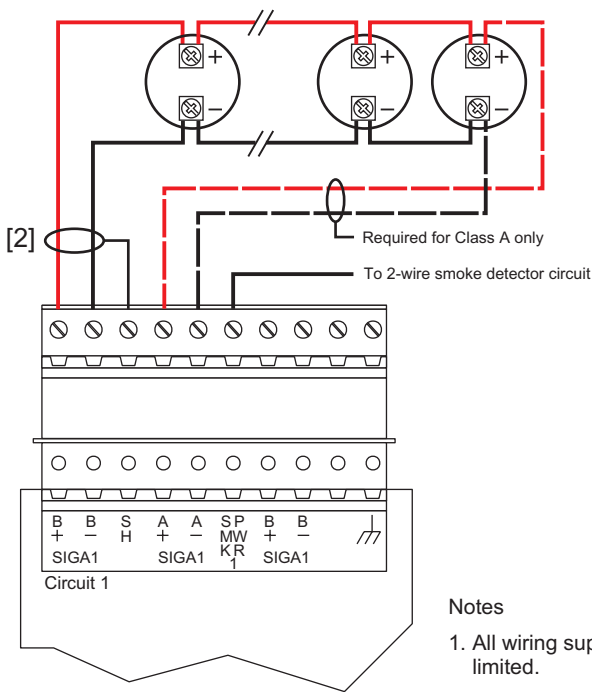 + + +
– – –
[2]
Required for Class A only
To 2-wire smoke detector circuit
B B S A A SP B B
+ – H + – MW + –
SIGA1 SIGA1 KR SIGA1
1
Circuit 1
Notes
1. All wiring sup
limited.